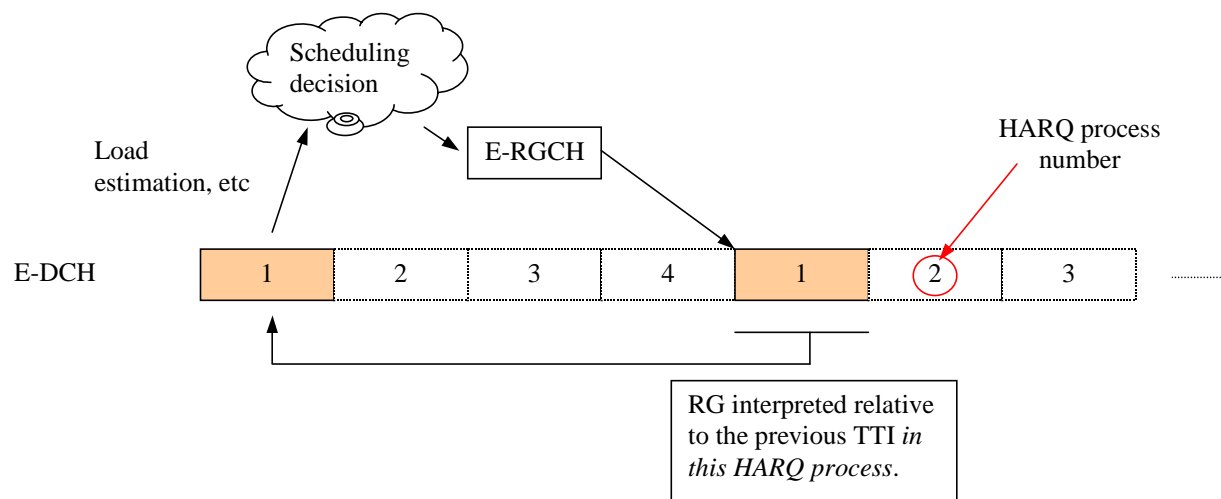 Scheduling
decision
E-RGCH
HARQ process
number
Load
estimation, etc
E-DCH
1 2 3 4 1 2 3
RG interpreted relative
to the previous TTI in
this HARQ process.